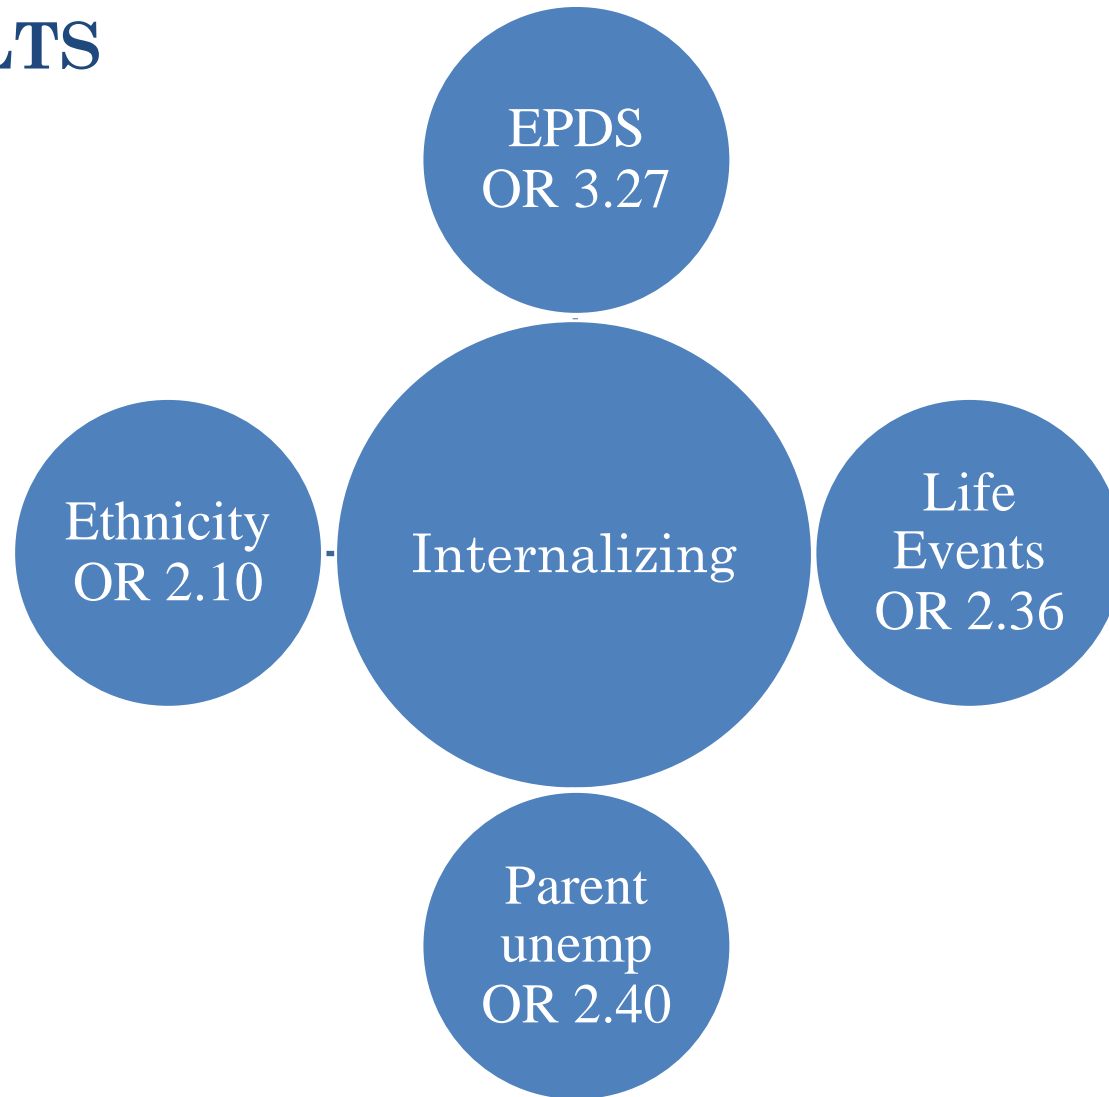 LTS
EPDS
OR 3.27
Ethnicity
OR 2.10
Internalizing
Life
Events
OR 2.36
Parent
unemp
OR 2.40